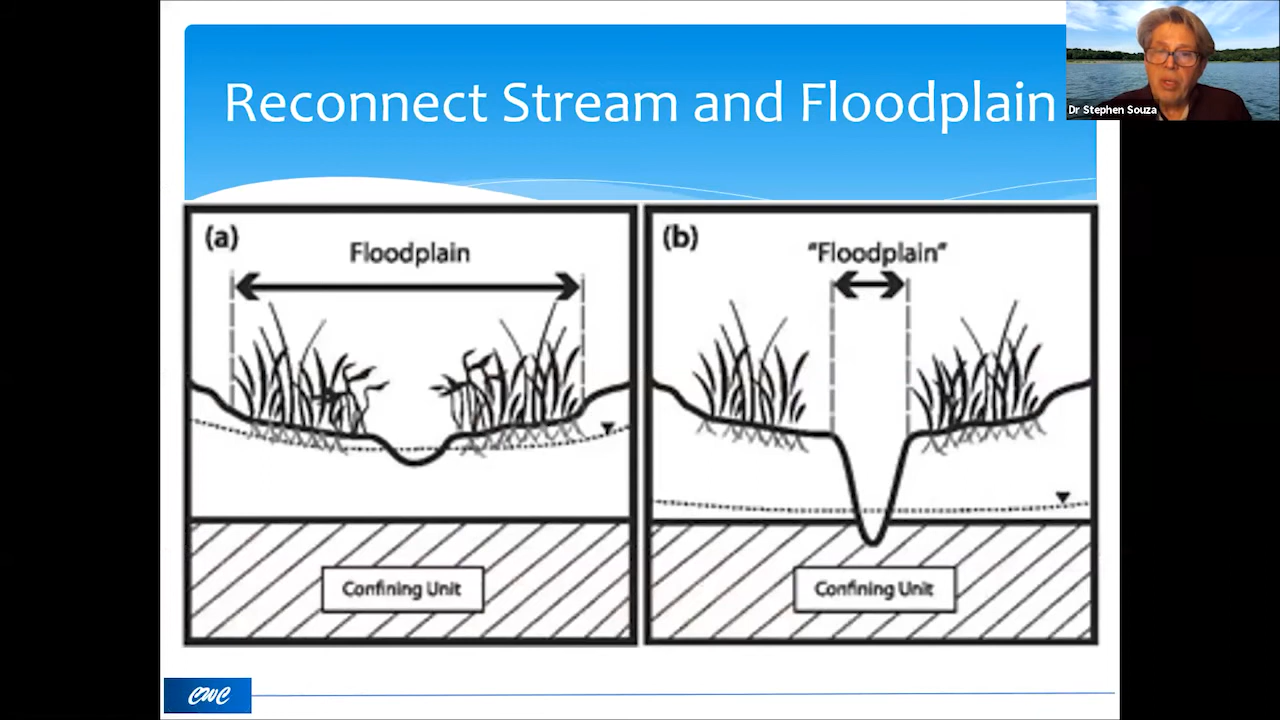 Reconnect Stream and Floodplain
Dr Stephen Souza
(a)
Floodplain
Confining Unit
(b)
"Floodplain"
Confining Unit
CWC